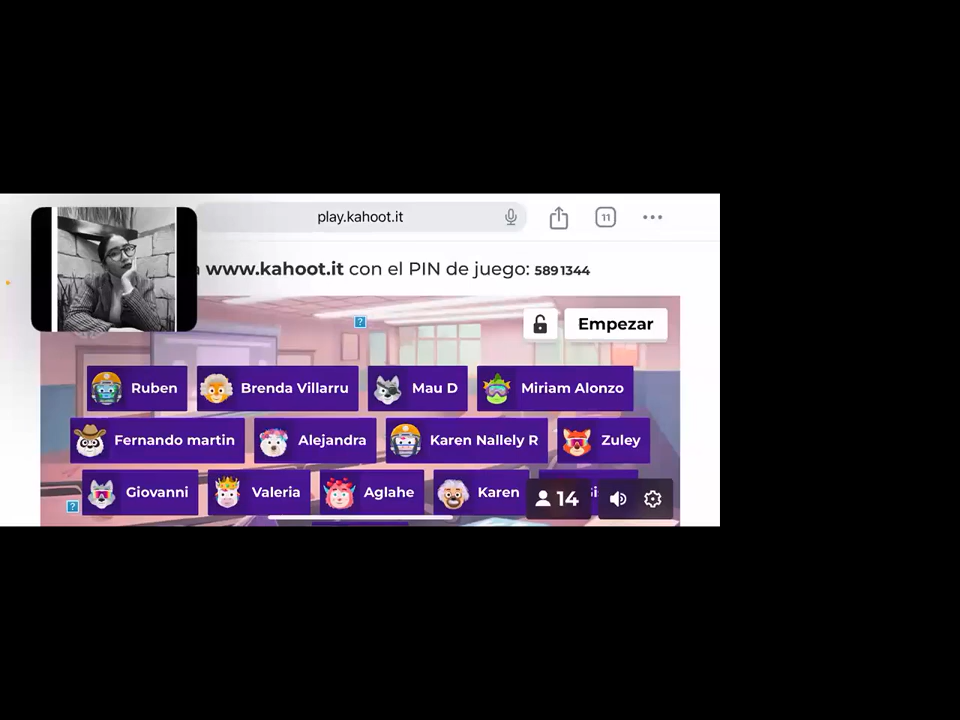 play.kahoot.it
11
www.kahoot.it con el PIN de juego: 5891344
Empezar
Ruben
Brenda Villarru
Mau D
Miriam Alonzo
Fernando martin
Alejandra
Karen Nallely R
Zuley
Giovanni
Valeria
Aglahe
Karen
14